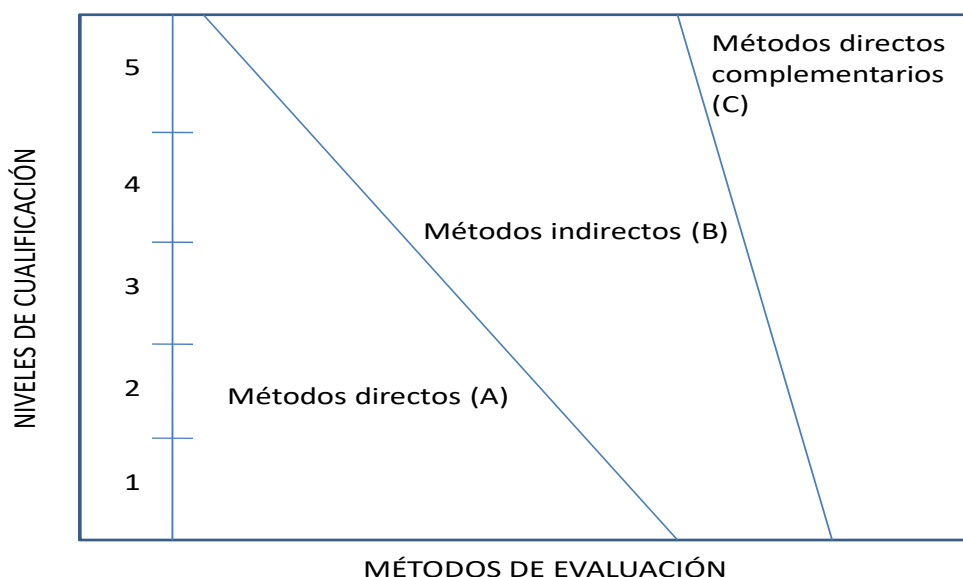 Métodos directos
complementarios
(C)
5
4
Métodos indirectos (B)
3
2
Métodos directos (A)
1
NIVELES DE CUALIFICACIÓN
MÉTODOS DE EVALUACIÓN